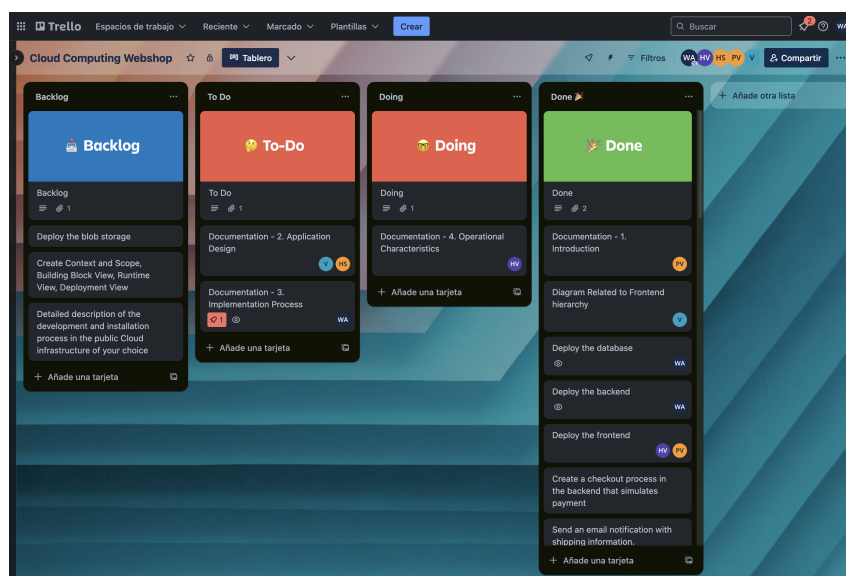 Trello
Espacios de trabajo
Reciente
Marcado
Plantillas
Crear
Buscar
2
WA
Cloud Computing Webshop
Tablero
Filtros
WA
HV
HS
PV
V
Compartir
Backlog
Backlog
Backlog
1
Deploy the blob storage
Create Context and Scope,
Building Block View, Runtime
View, Deployment View
Detailed description of the
development and installation
process in the public Cloud
infrastructure of your choice
+ Añade una tarjeta
To Do
To-Do
To Do
1
Documentation - 2. Application
Design
V
HS
Documentation - 3.
Implementation Process
1
WA
+ Añade una tarjeta
Doing
Doing
Doing
1
Documentation - 4. Operational
Characteristics
HV
+ Añade una tarjeta
Done
Done
Done
2
Documentation - 1.
Introduction
PV
Diagram Related to Frontend
hierarchy
V
Deploy the database
WA
Deploy the backend
WA
Deploy the frontend
HV
PV
Create a checkout process in
the backend that simulates
payment
Send an email notification with
shipping information.
+ Añade una tarjeta
+ Añade otra lista